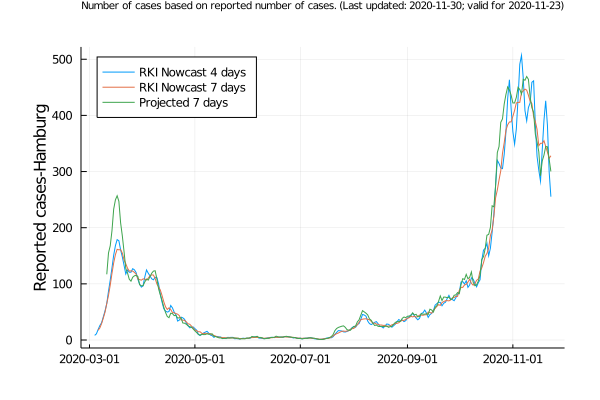 Number of cases based on reported number of cases. (Last updated: 2020-11-30; valid for 2020-11-23)
500
RKI Nowcast 4 days
RKI Nowcast 7 days
Projected 7 days
400
300
200
100
0
Reported cases-Hamburg
2020-03-01 2020-05-01 2020-07-01 2020-09-01 2020-11-01